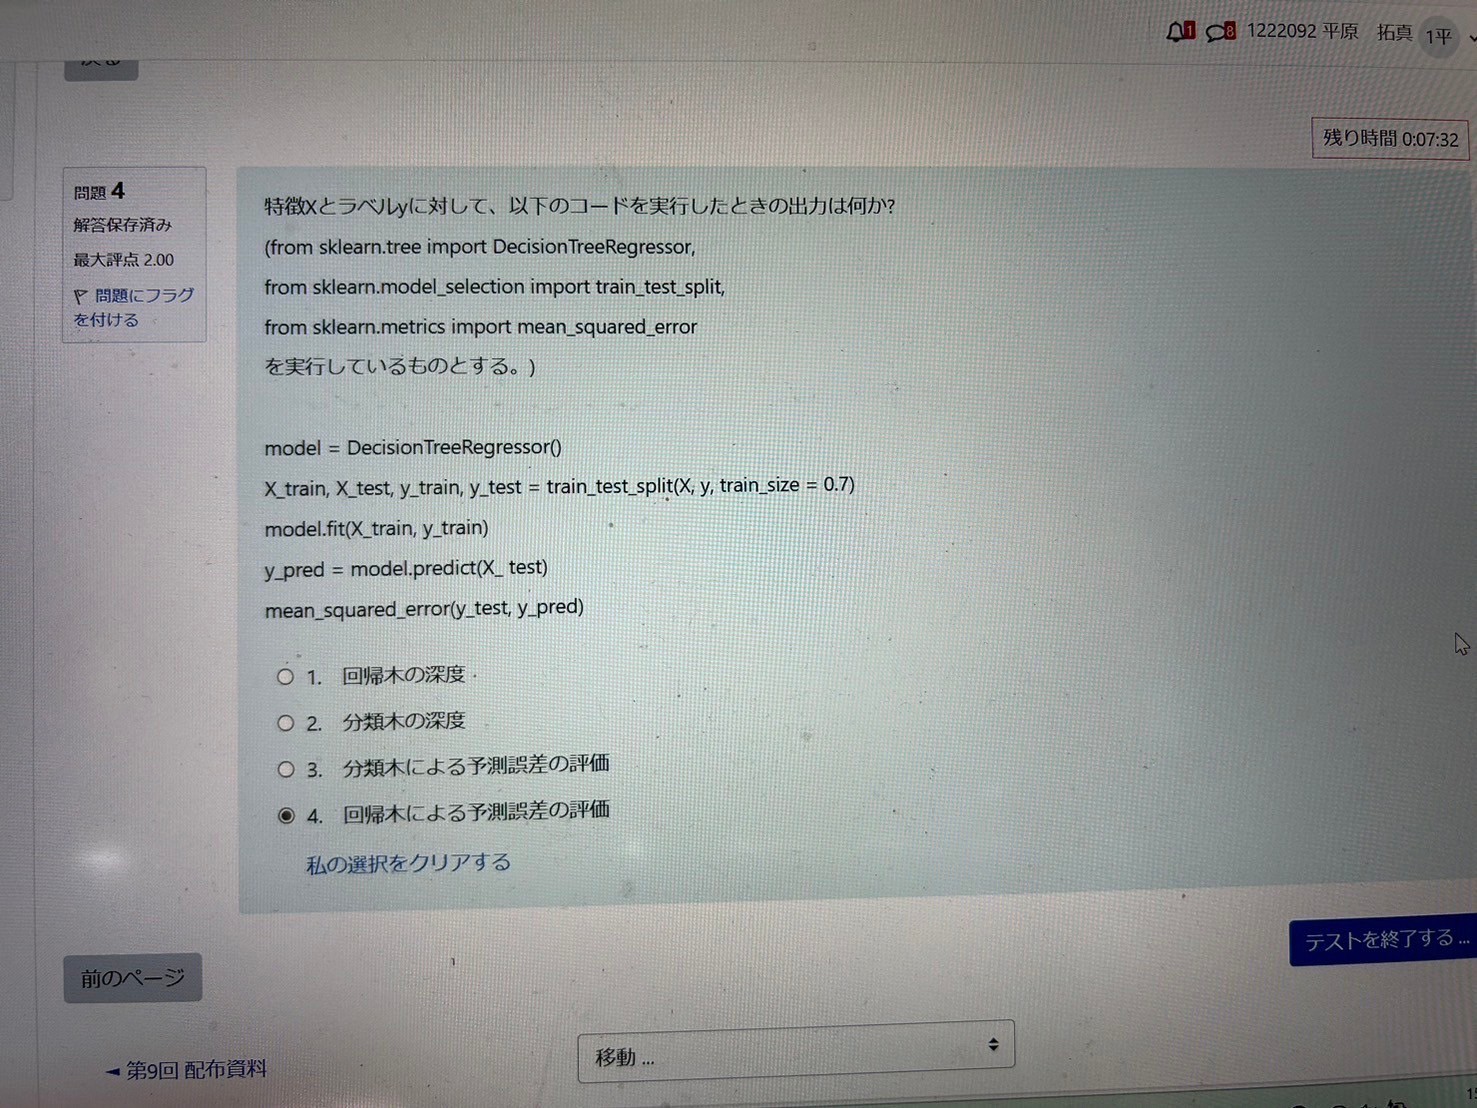 1 8 1222092 平原 拓真 1平
戻る
残り時間 0:07:32
問題 4
解答保存済み
最大評点 2.00
問題にフラグ
を付ける
特徴Xとラベルyに対して、以下のコードを実行したときの出力は何か?
(from sklearn.tree import DecisionTreeRegressor,
from sklearn.model_selection import train_test_split,
from sklearn.metrics import mean_squared_error
を実行しているものとする。)
model = DecisionTreeRegressor()
X_train, X_test, y_train, y_test = train_test_split(X, y, train_size = 0.7)
model.fit(X_train, y_train)
y_pred = model.predict(X_ test)
mean_squared_error(y_test, y_pred)
1. 回帰木の深度
2. 分類木の深度
3. 分類木による予測誤差の評価
4. 回帰木による予測誤差の評価
私の選択をクリアする
テストを終了する ...
前のページ
移動 ...
◄ 第9回 配布資料